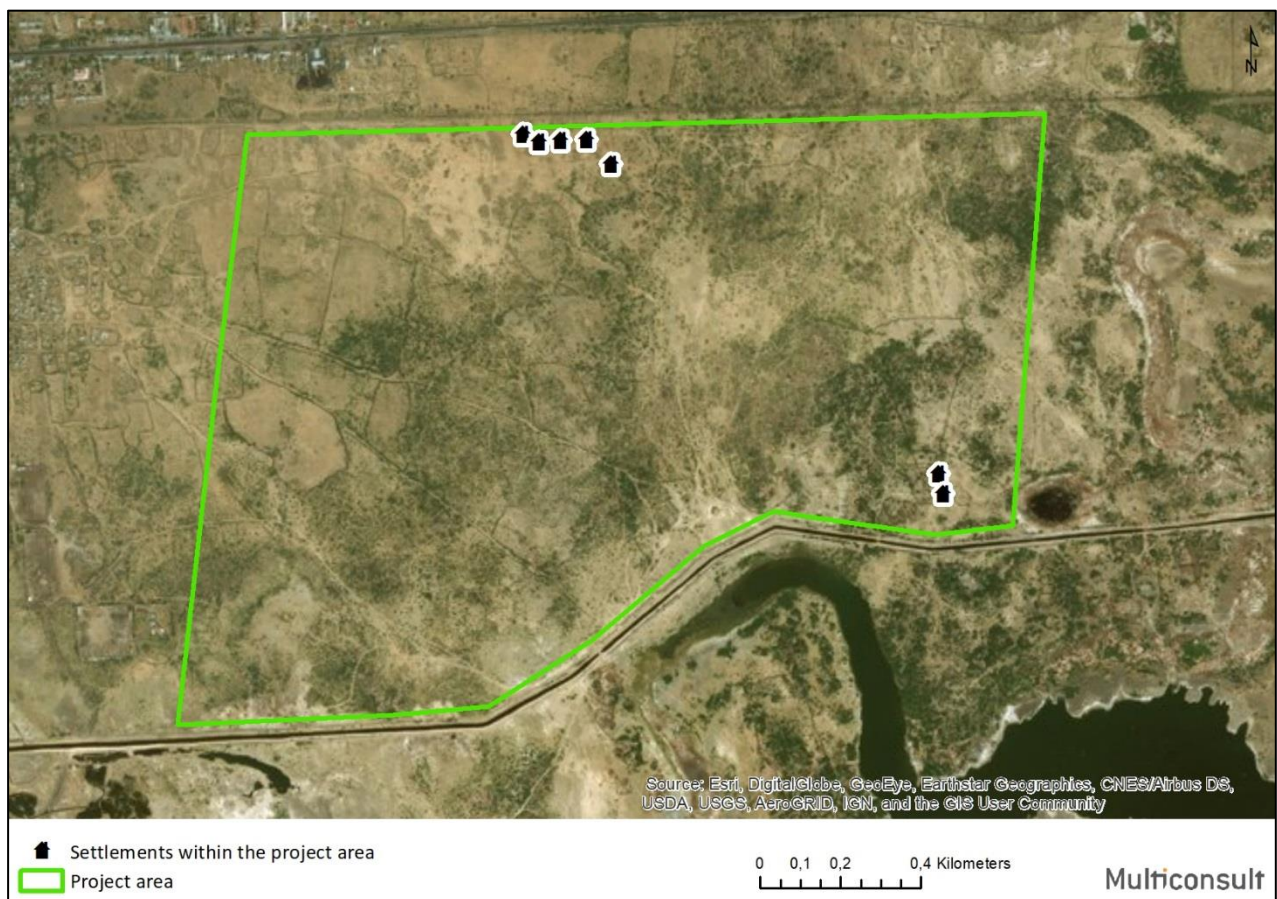 N
Source: Esri, DigitalGlobe, GeoEye, Earthstar Geographics, CNES/Airbus DS,
USDA, USGS, AeroGRID, IGN, and the GIS User Community
Settlements within the project area
Project area
0 0,1 0,2 0,4 Kilometers
Multiconsult